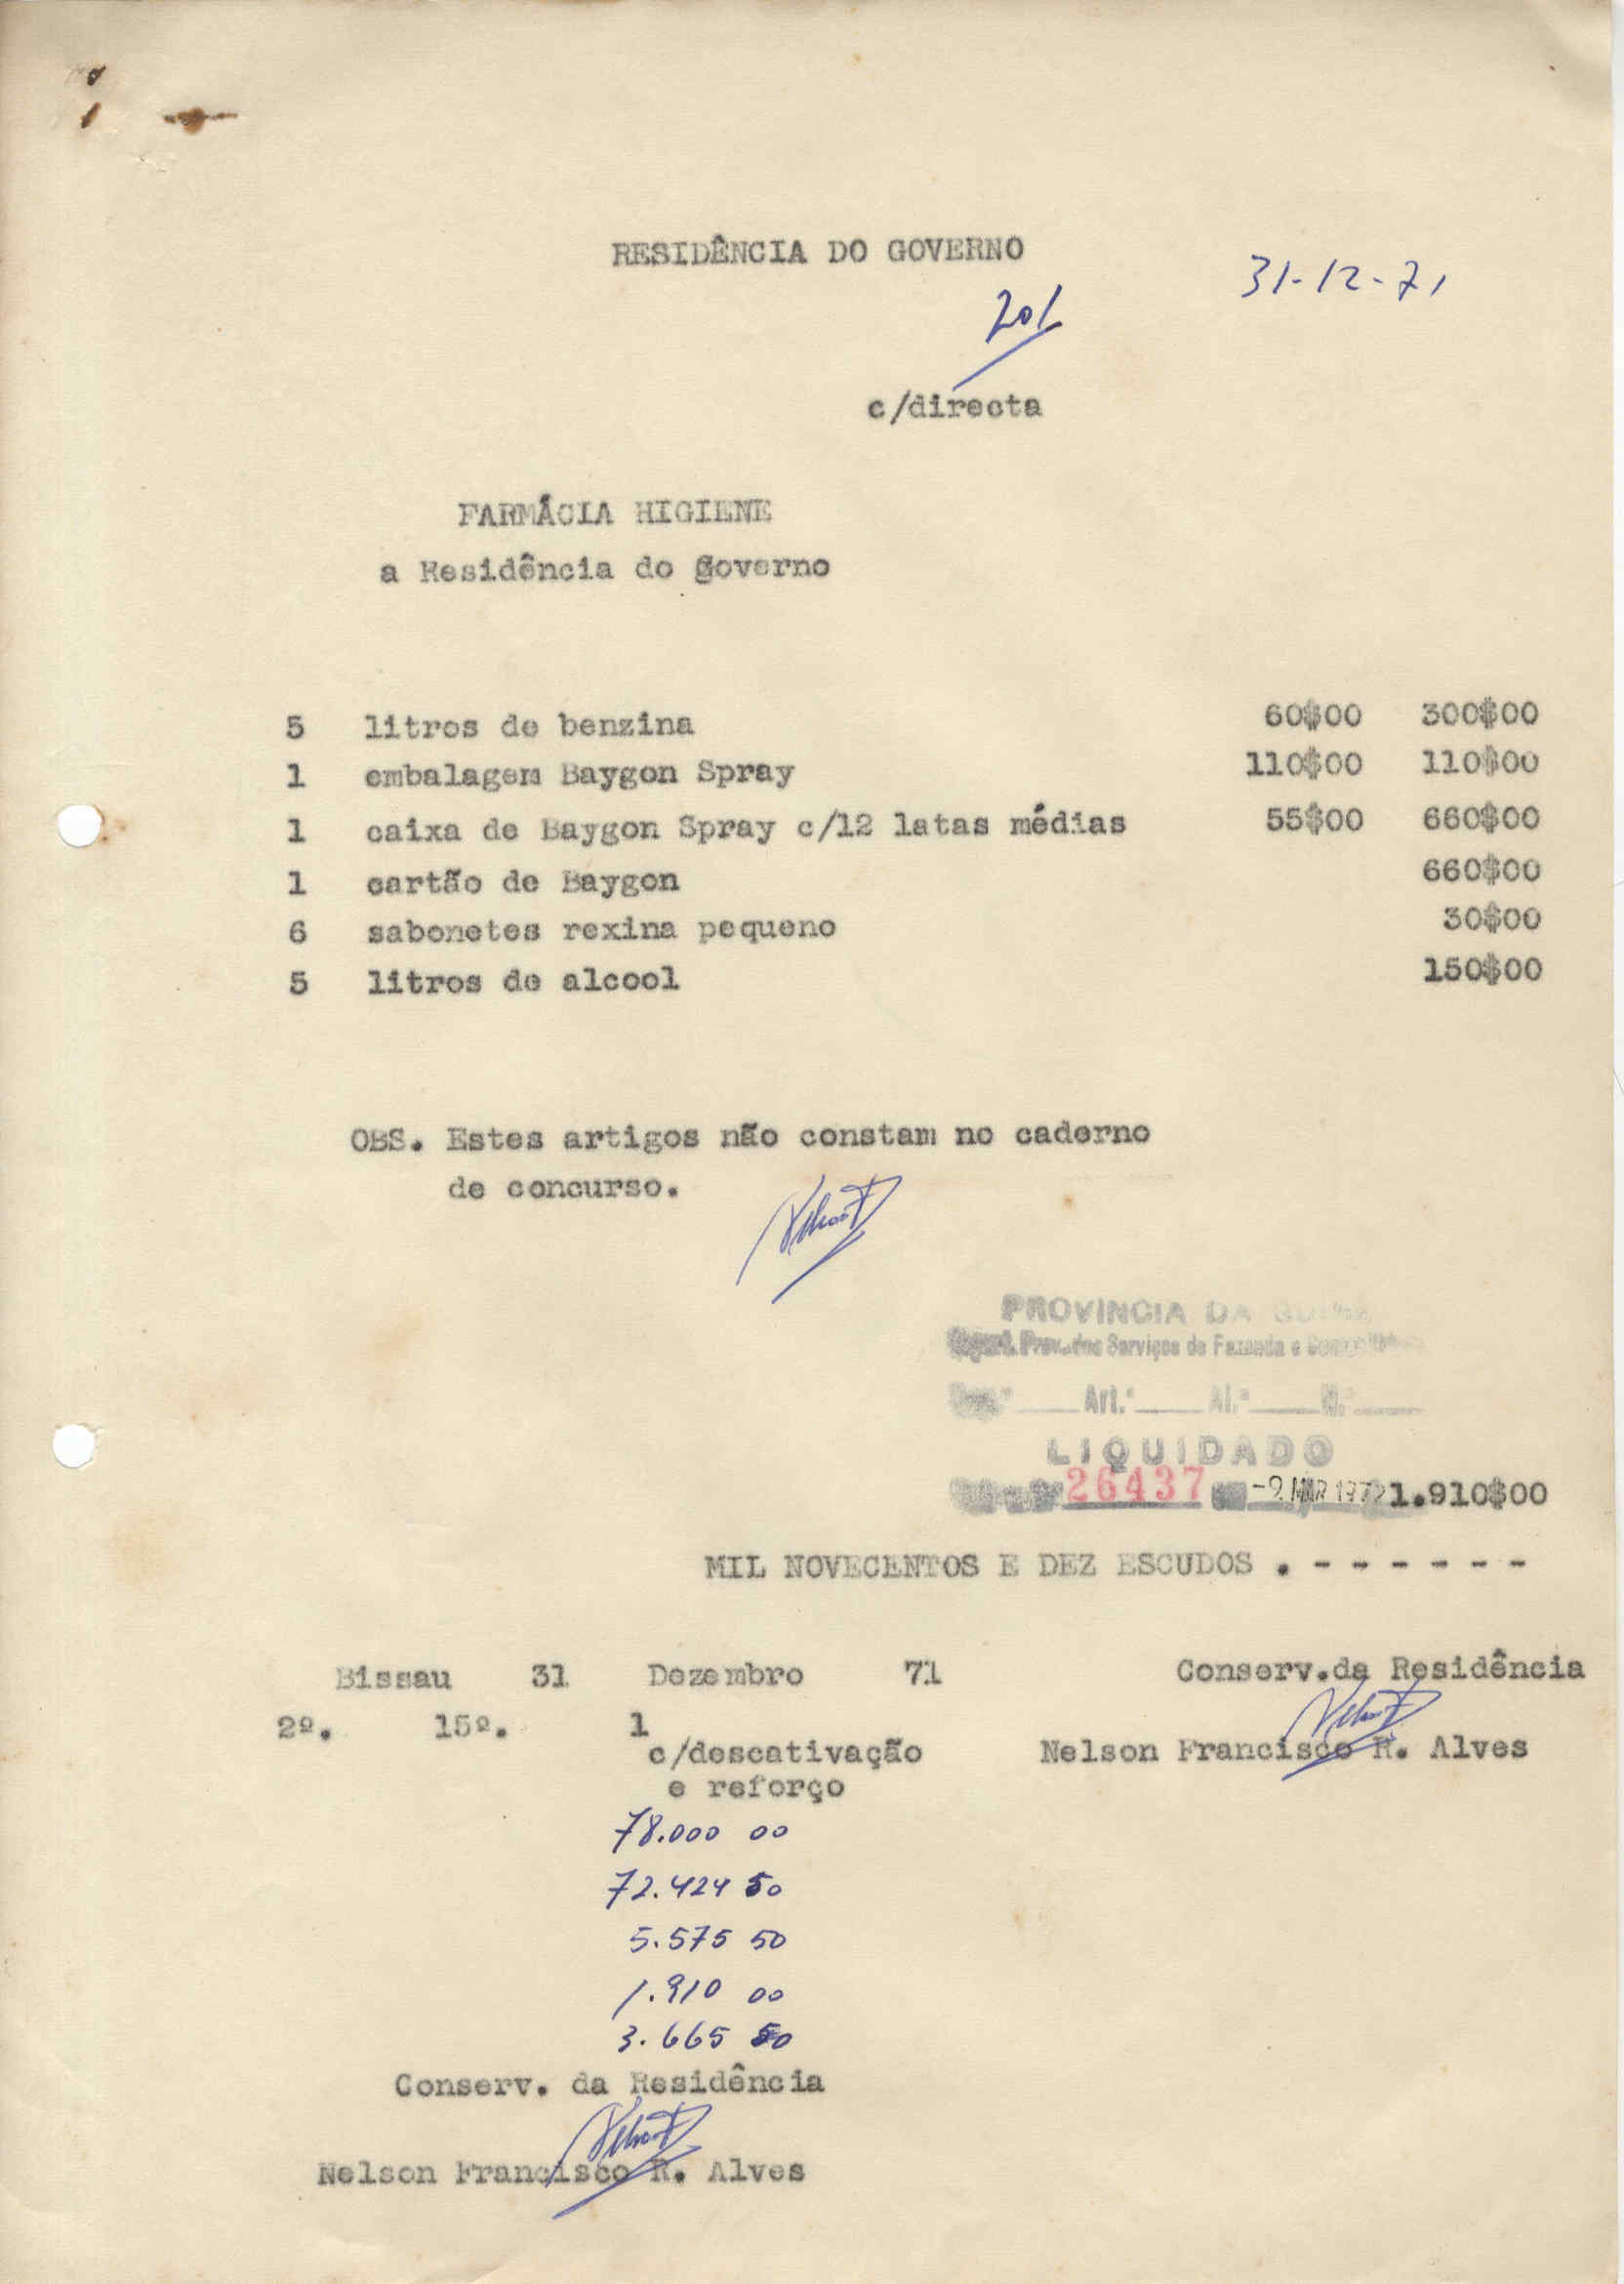 RESIDÊNCIA DO GOVERNO
31-12-71
201
c/directa
FARMÁCIA HIGIENE
a Residência do Governo
5 litros de benzina 60$00 300$00
1 embalagem Baygon Spray 110$00 110$00
1 caixa de Baygon Spray c/12 latas médias 55$00 660$00
1 cartão de Baygon 660$00
6 sabonetes rexina pequeno 30$00
5 litros de alcool 150$00
OBS. Estes artigos não constam no caderno
de concurso.
PROVINCIA DA
dos Serviços de Fazenda e
Art.º Al.ª N.º
LIQUIDADO
26437 -9. MAR 1972 1.910$00
MIL NOVECENTOS E DEZ ESCUDOS . - - - - - -
Bissau 31 Dezembro 71 Conserv.da Residência
2º. 15º. 1
c/descativação Nelson Francisco R. Alves
e reforço
78.000 00
72.424 50
5.575 50
1.910 00
3.665 50
Conserv. da Residência
Nelson Francisco R. Alves